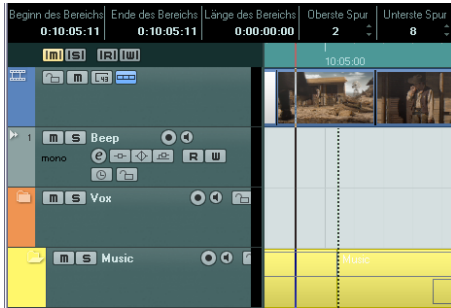 Beginn des Bereichs Ende des Bereichs Länge des Bereichs Oberste Spur Unterste Spur
0:10:05:11 0:10:05:11 0:00:00:00 2 8
M S R W
10:05:00
m
1 m S Beep
mono e R W
m S Vox
m S Music Music